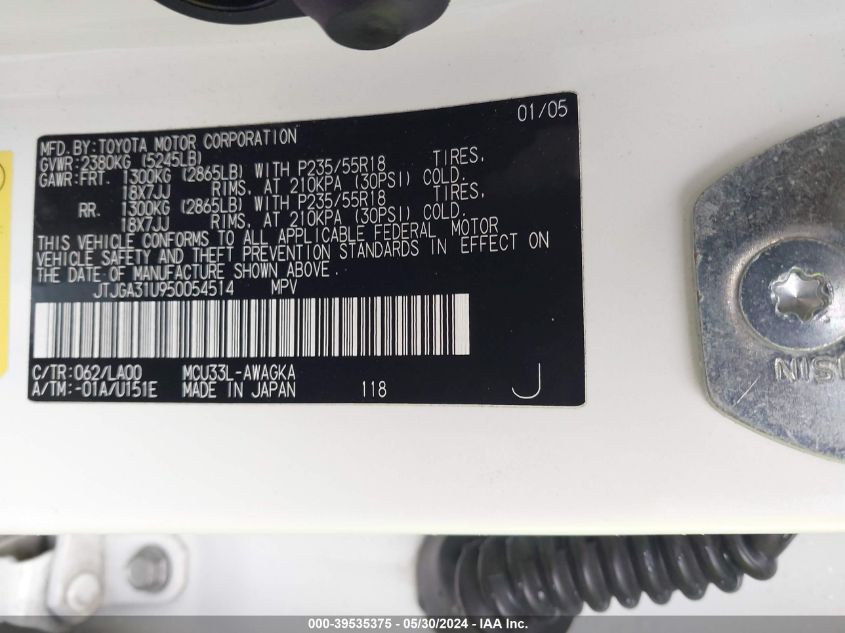 01/05
MFD. BY: TOYOTA MOTOR CORPORATION
GVWR: 2380KG (5245LB)
GAWR: FRT. 1300KG (2865LB) WITH P235/55R18 TIRES,
18X7JJ RIMS, AT 210KPA (30PSI) COLD.
RR. 1300KG (2865LB) WITH P235/55R18 TIRES,
18X7JJ RIMS, AT 210KPA (30PSI) COLD.
THIS VEHICLE CONFORMS TO ALL APPLICABLE FEDERAL MOTOR
VEHICLE SAFETY AND THEFT PREVENTION STANDARDS IN EFFECT ON
THE DATE OF MANUFACTURE SHOWN ABOVE.
JTJGA31U950054514 MPV
C/TR: 062/LA00 MCU33L-AWAGKA
A/TM: -01A/U151E MADE IN JAPAN 118 J
NISIN
000-39535375 - 05/30/2024 - IAA Inc.